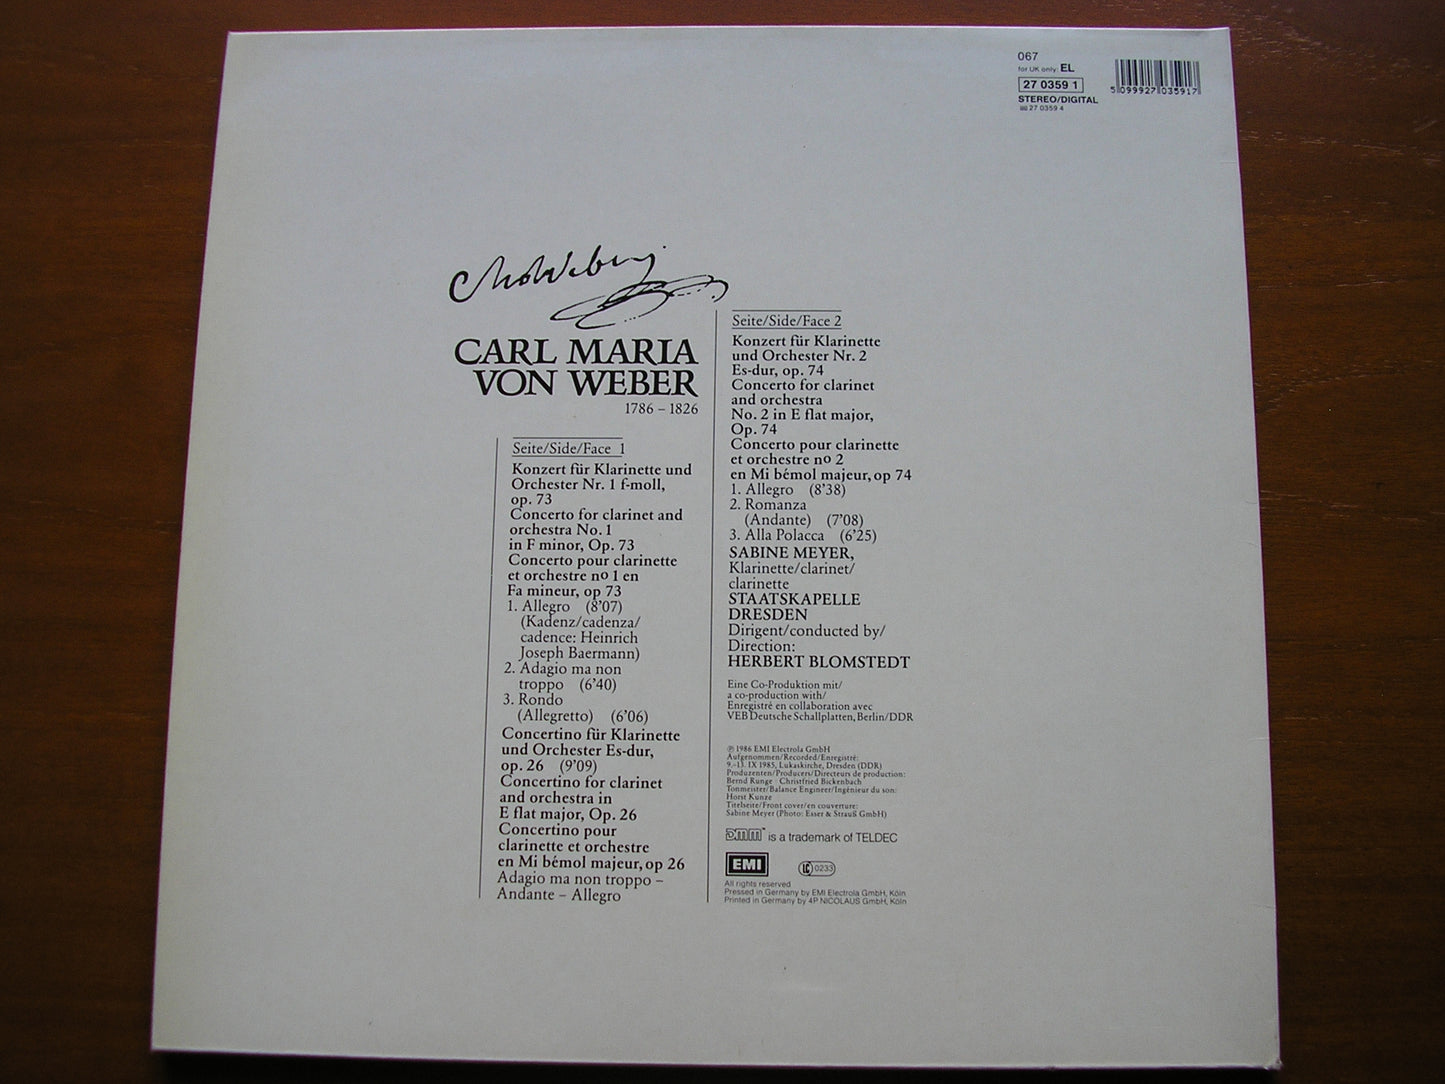 067
for UK only: EL
27 0359 1
STEREO/DIGITAL
27 0359 4
5 099927 035917
CARL MARIA
VON WEBER
1786 – 1826
Seite/Side/Face 1
Konzert für Klarinette und
Orchester Nr. 1 f-moll,
op. 73
Concerto for clarinet and
orchestra No. 1
in F minor, Op. 73
Concerto pour clarinette
et orchestre no 1 en
Fa mineur, op 73
1. Allegro (8'07)
(Kadenz/cadenza/
cadence: Heinrich
Joseph Baermann)
2. Adagio ma non
troppo (6'40)
3. Rondo
(Allegretto) (6'06)
Concertino für Klarinette
und Orchester Es-dur,
op. 26 (9'09)
Concertino for clarinet
and orchestra in
E flat major, Op. 26
Concertino pour
clarinette et orchestre
en Mi bémol majeur, op 26
Adagio ma non troppo –
Andante – Allegro
Seite/Side/Face 2
Konzert für Klarinette
und Orchester Nr. 2
Es-dur, op. 74
Concerto for clarinet
and orchestra
No. 2 in E flat major,
Op. 74
Concerto pour clarinette
et orchestre no 2
en Mi bémol majeur, op 74
1. Allegro (8'38)
2. Romanza
(Andante) (7'08)
3. Alla Polacca (6'25)
SABINE MEYER,
Klarinette/clarinet/
clarinette
STAATSKAPELLE
DRESDEN
Dirigent/conducted by/
Direction:
HERBERT BLOMSTEDT
Eine Co-Produktion mit/
a co-production with/
Enregistré en collaboration avec
VEB Deutsche Schallplatten, Berlin/DDR
℗ 1986 EMI Electrola GmbH
Aufgenommen/Recorded/Enregistré:
9.-13. IX 1985, Lukaskirche, Dresden (DDR)
Produzenten/Producers/Directeurs de production:
Bernd Runge · Christfried Bickenbach
Tonmeister/Balance Engineer/Ingénieur du son:
Horst Kunze
Titelseite/Front cover/en couverture:
Sabine Meyer (Photo: Esser & Strauß GmbH)
DMM™ is a trademark of TELDEC
EMI
LC 0233
All rights reserved
Pressed in Germany by EMI Electrola GmbH, Köln
Printed in Germany by 4P NICOLAUS GmbH, Köln